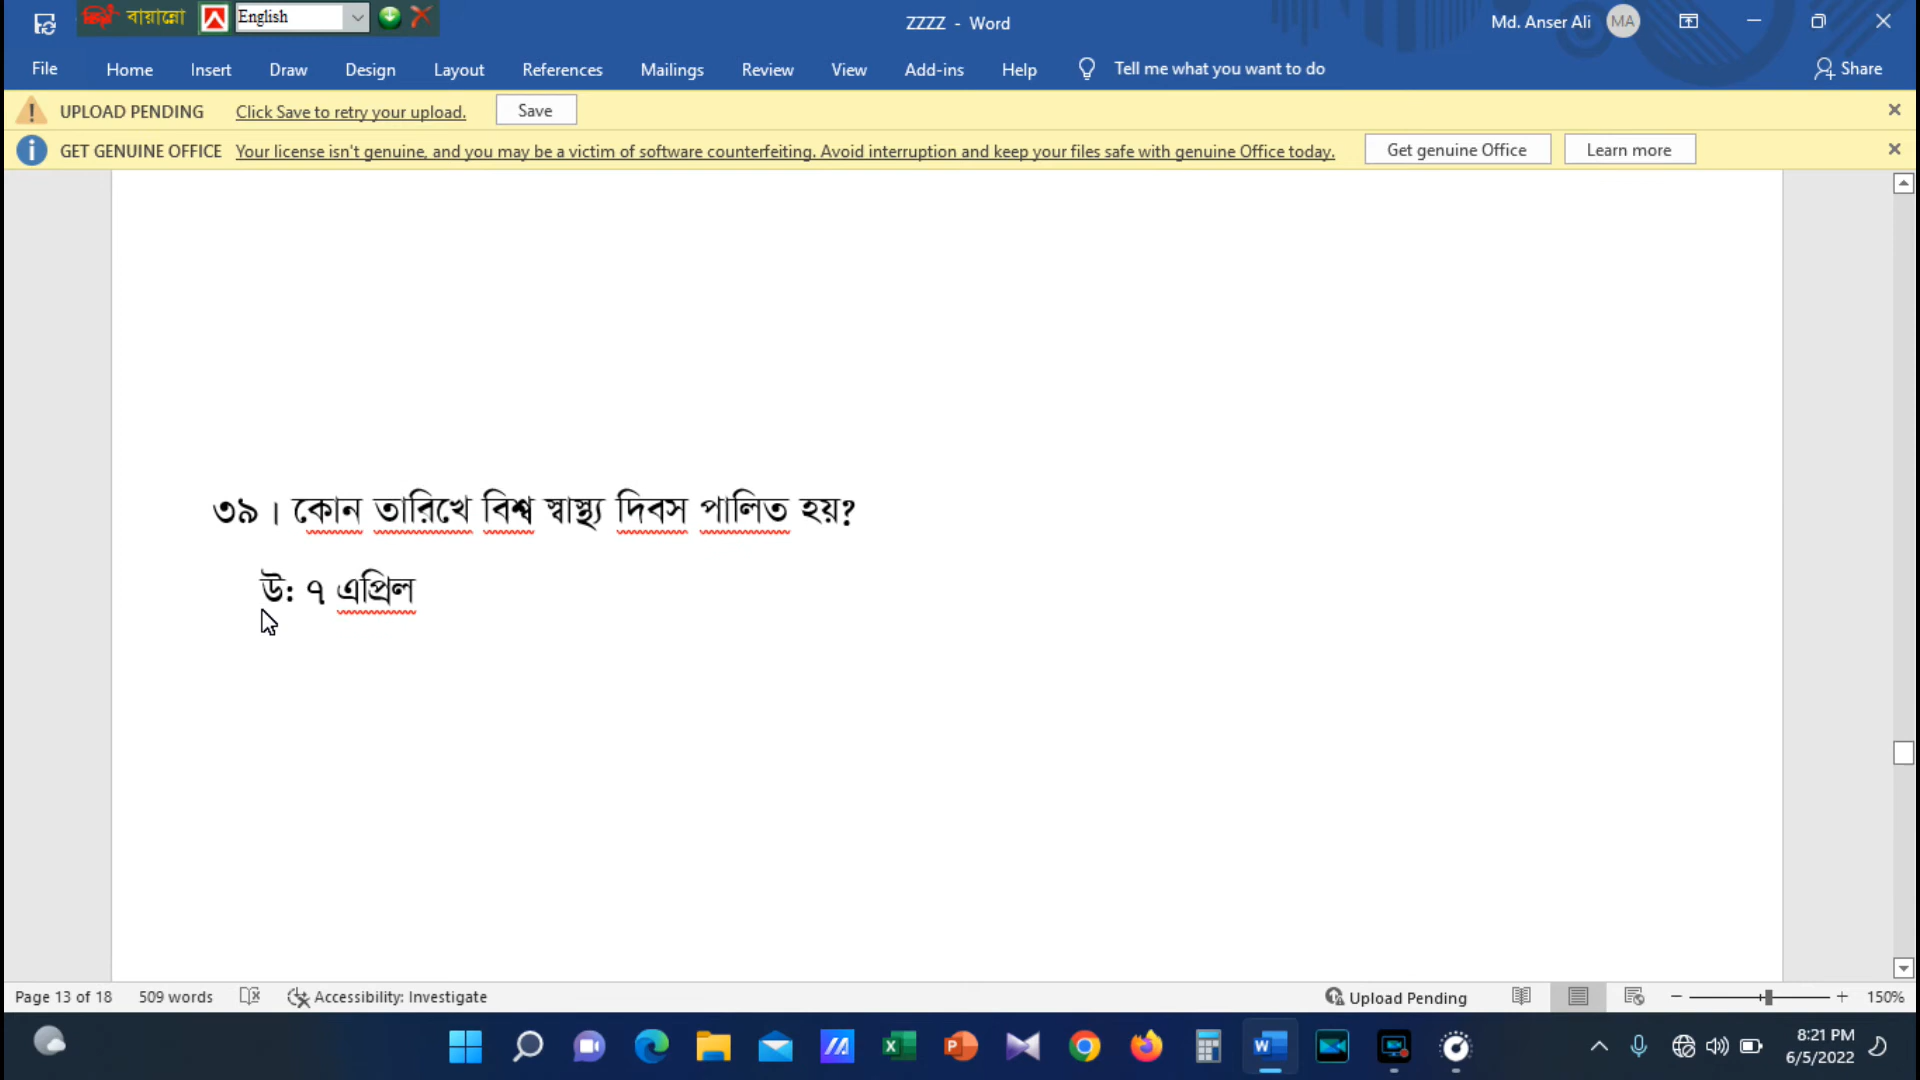 বায়ান্নো English ZZZZ - Word Md. Anser Ali MA
File Home Insert Draw Design Layout References Mailings Review View Add-ins Help Tell me what you want to do Share
UPLOAD PENDING Click Save to retry your upload. Save
GET GENUINE OFFICE Your license isn't genuine, and you may be a victim of software counterfeiting. Avoid interruption and keep your files safe with genuine Office today. Get genuine Office Learn more
৩৯। কোন তারিখে বিশ্ব স্বাস্থ্য দিবস পালিত হয়?
উ: ৭ এপ্রিল
Page 13 of 18 509 words Accessibility: Investigate Upload Pending 150%
8:21 PM
6/5/2022